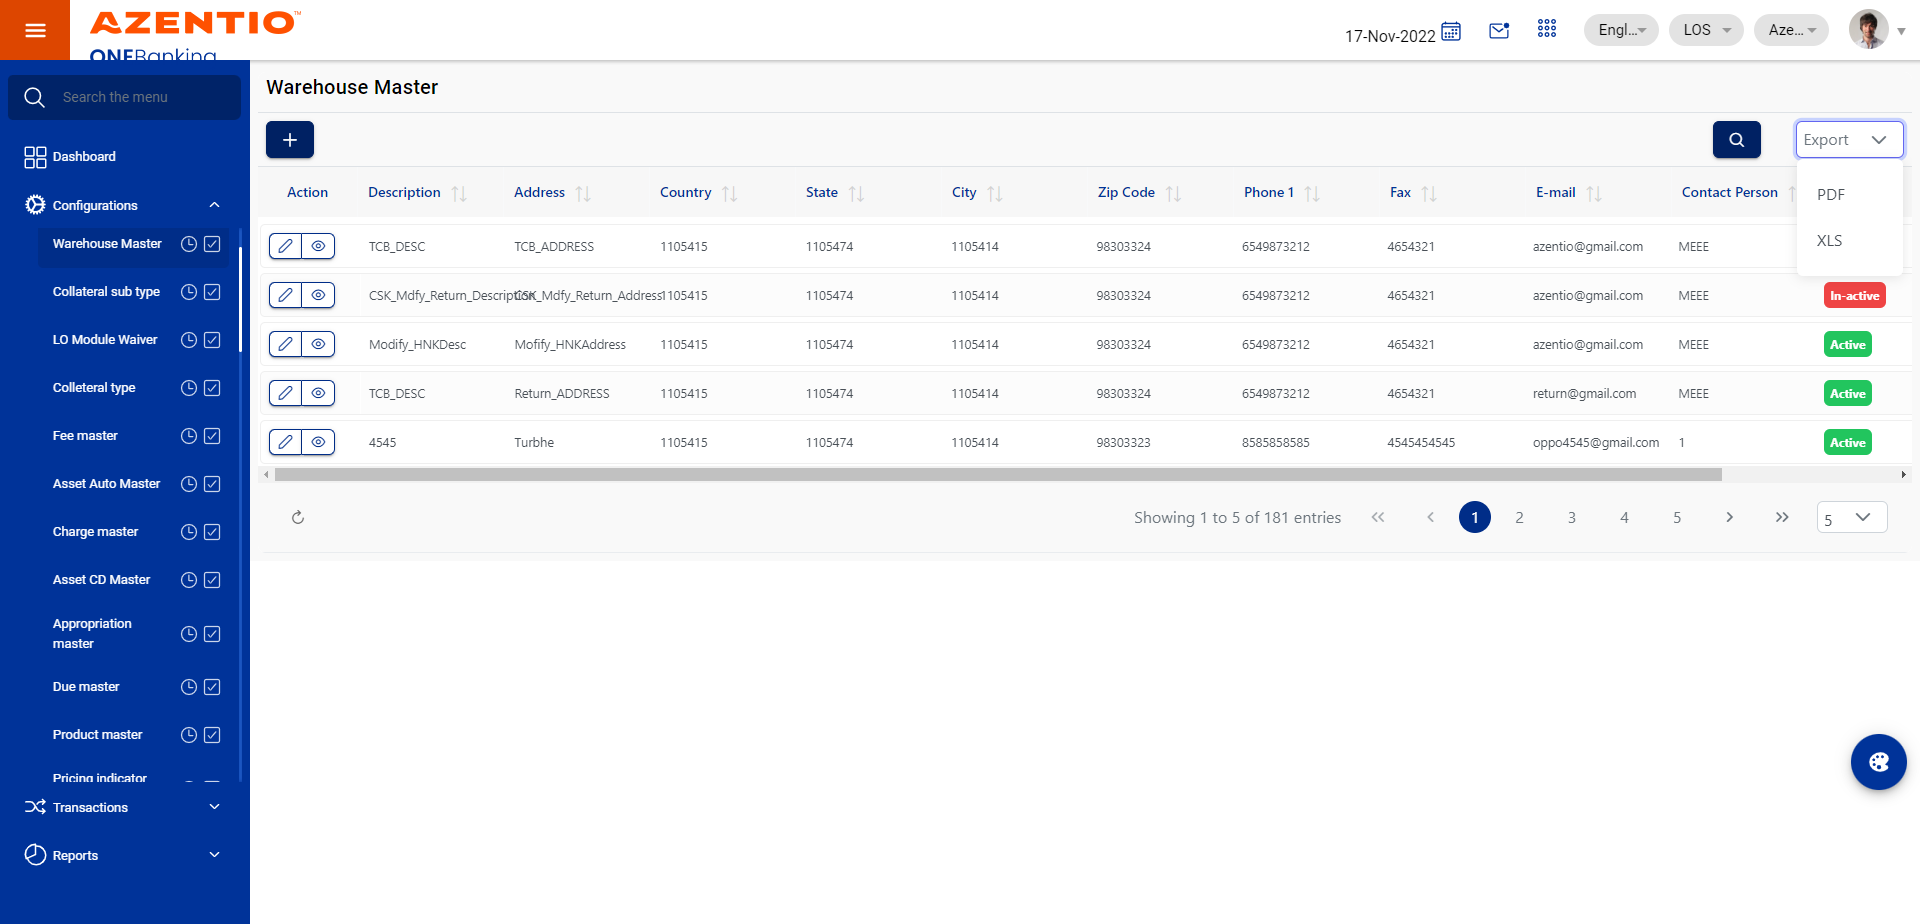 AZENTIO™
ONEBanking
17-Nov-2022
Engl...
LOS
Aze...
Search the menu
Dashboard
Configurations
Warehouse Master
Collateral sub type
LO Module Waiver
Colleteral type
Fee master
Asset Auto Master
Charge master
Asset CD Master
Appropriation
master
Due master
Product master
Pricing indicator
Transactions
Reports
Warehouse Master
Export
PDF
XLS
Action Description Address Country State City Zip Code Phone 1 Fax E-mail Contact Person
TCB_DESC TCB_ADDRESS 1105415 1105474 1105414 98303324 6549873212 4654321 azentio@gmail.com MEEE
CSK_Mdfy_Return_Description CSK_Mdfy_Return_Address 1105415 1105474 1105414 98303324 6549873212 4654321 azentio@gmail.com MEEE In-active
Modify_HNKDesc Mofify_HNKAddress 1105415 1105474 1105414 98303324 6549873212 4654321 azentio@gmail.com MEEE Active
TCB_DESC Return_ADDRESS 1105415 1105474 1105414 98303324 6549873212 4654321 return@gmail.com MEEE Active
4545 Turbhe 1105415 1105474 1105414 98303323 8585858585 4545454545 oppo4545@gmail.com 1 Active
Showing 1 to 5 of 181 entries 1 2 3 4 5 5